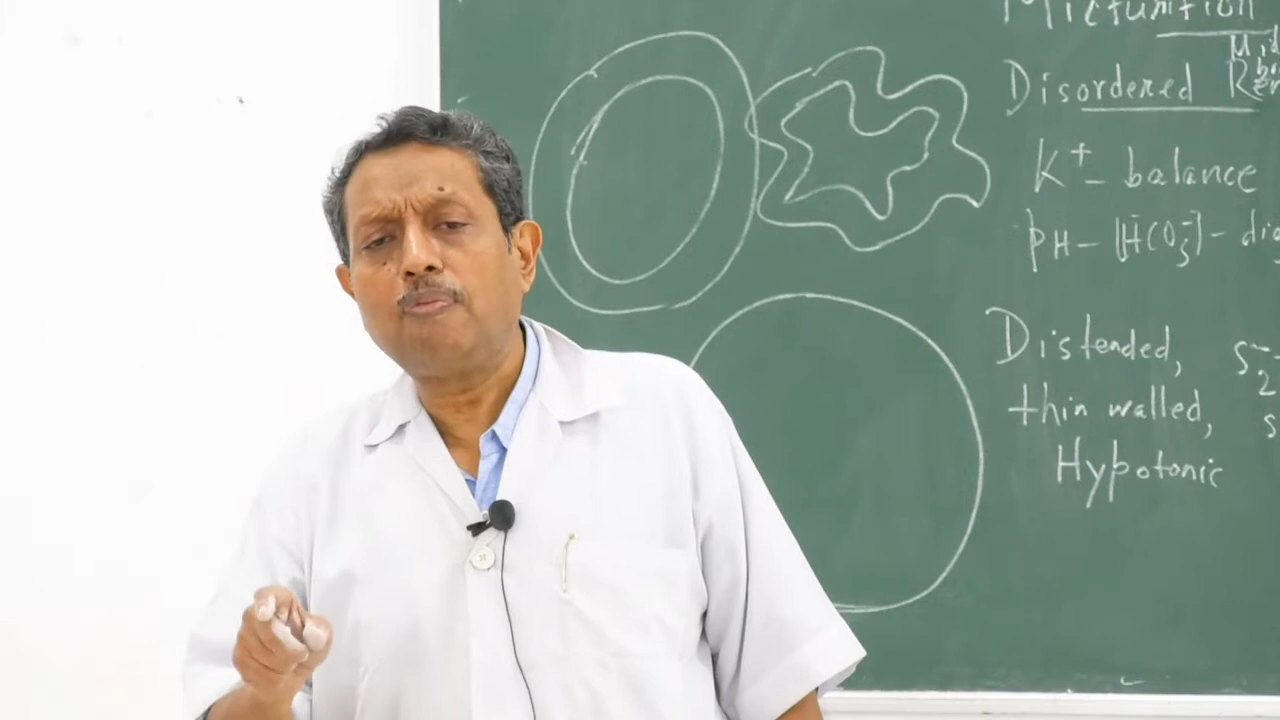 Micturition
Disordered
K⁺ – balance
pH – [HCO₃⁻] –
Distended,
thin walled,
Hypotonic